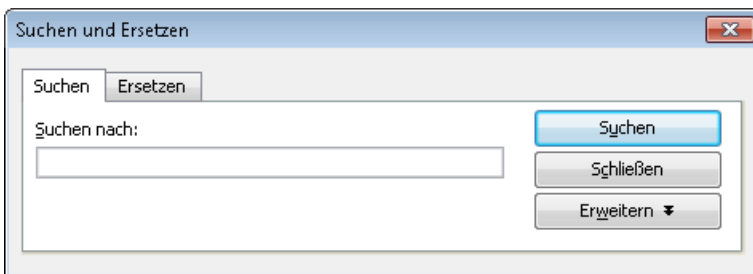 Suchen und Ersetzen
Suchen Ersetzen
Suchen nach:
Suchen
Schließen
Erweitern